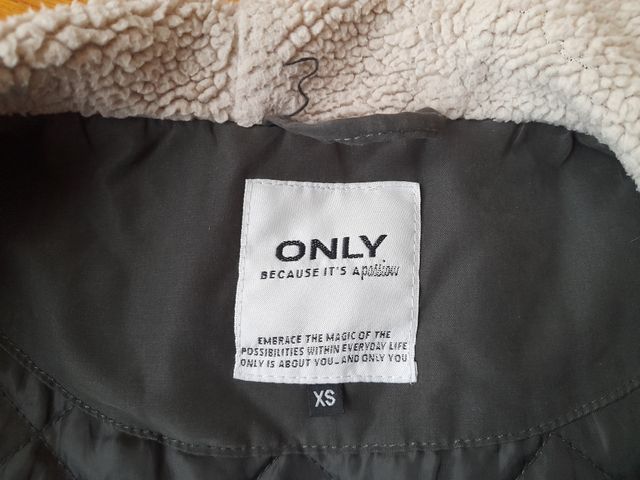 ONLY
BECAUSE IT'S A passion
EMBRACE THE MAGIC OF THE
POSSIBILITIES WITHIN EVERYDAY LIFE
ONLY IS ABOUT YOU_ AND ONLY YOU
XS